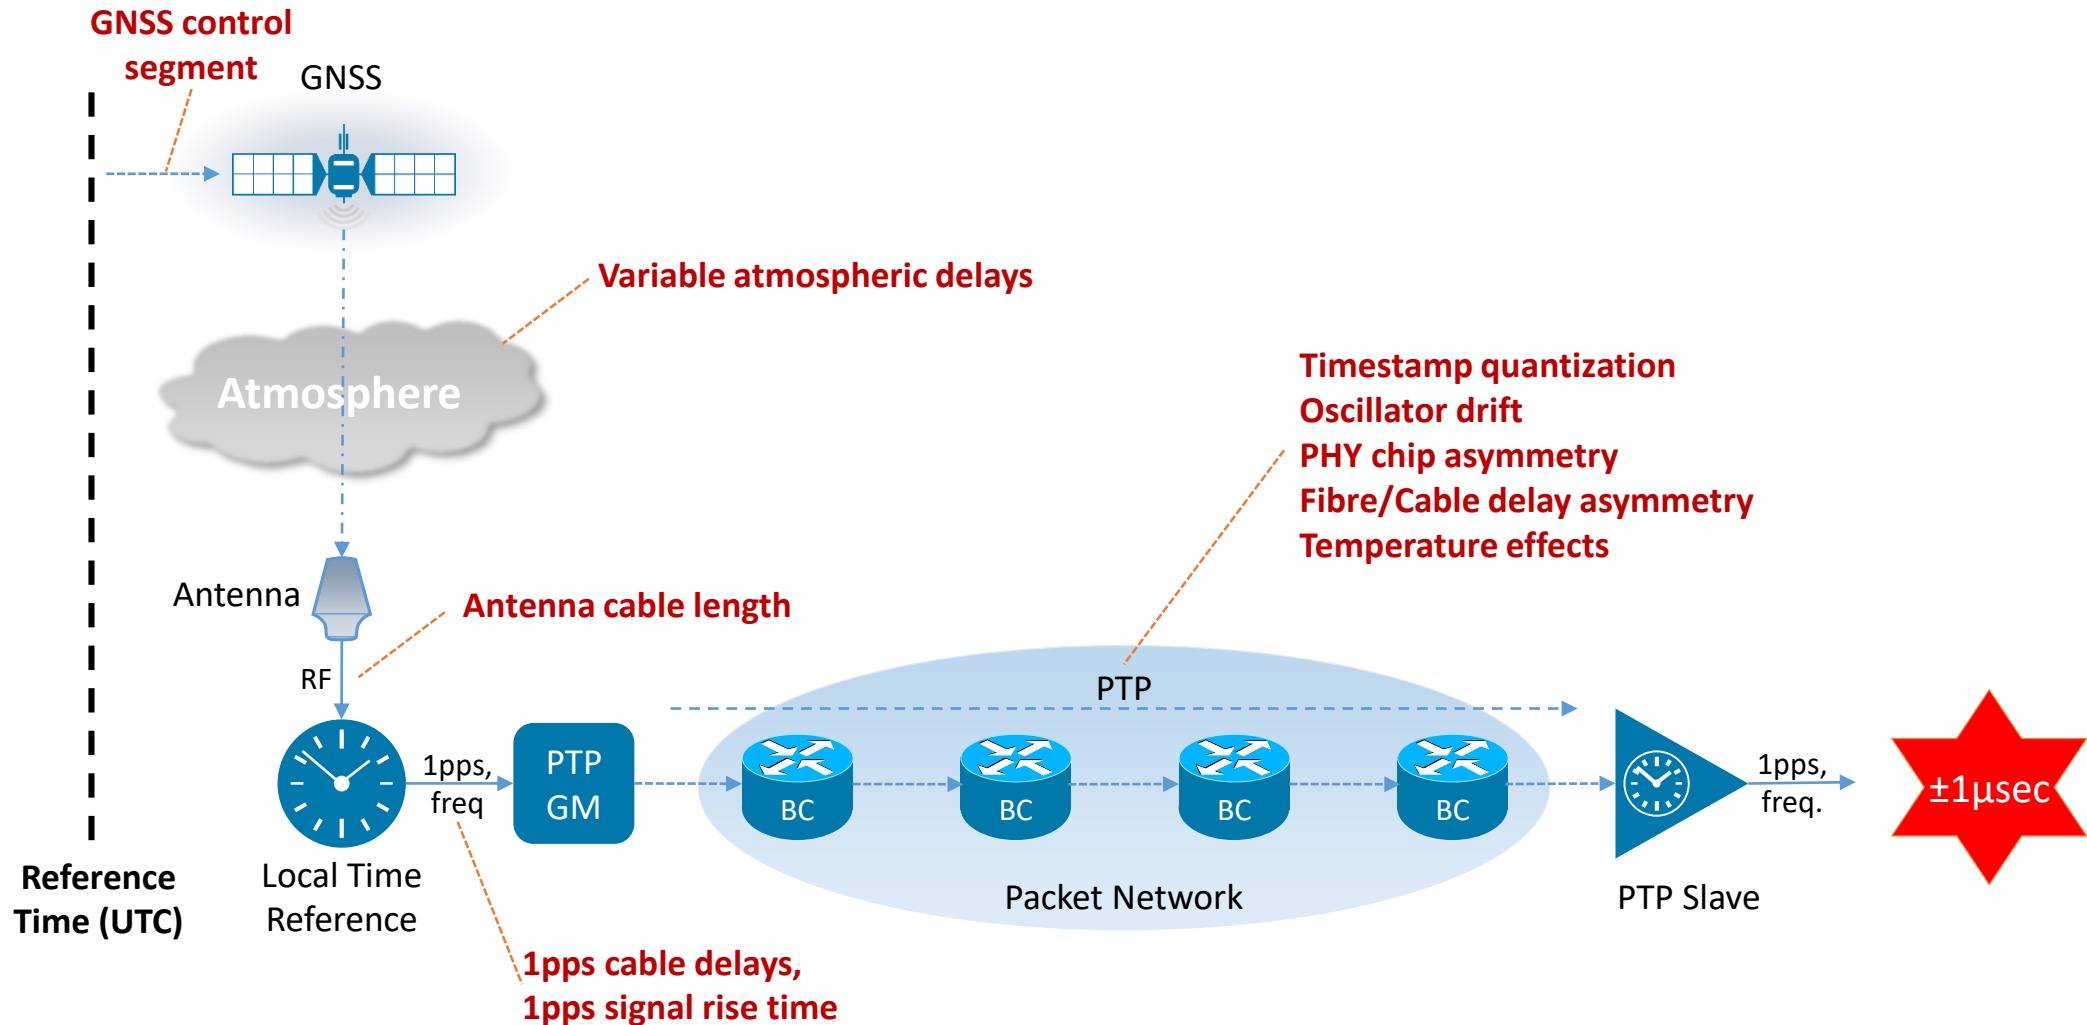 GNSS control
segment
GNSS
Variable atmospheric delays
Atmosphere
Timestamp quantization
Oscillator drift
PHY chip asymmetry
Fibre/Cable delay asymmetry
Temperature effects
Antenna
Antenna cable length
RF
PTP
1pps,
freq
PTP
GM
BC
BC
BC
BC
1pps,
freq.
±1µsec
Reference
Time (UTC)
Local Time
Reference
Packet Network
PTP Slave
1pps cable delays,
1pps signal rise time